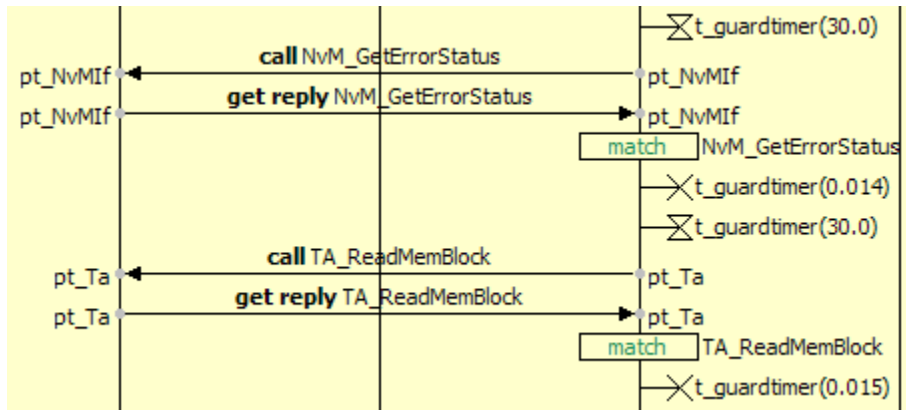 t_guardtimer(30.0)
call NvM_GetErrorStatus
pt_NvMIf pt_NvMIf
get reply NvM_GetErrorStatus
pt_NvMIf pt_NvMIf
match NvM_GetErrorStatus
t_guardtimer(0.014)
t_guardtimer(30.0)
call TA_ReadMemBlock
pt_Ta pt_Ta
get reply TA_ReadMemBlock
pt_Ta pt_Ta
match TA_ReadMemBlock
t_guardtimer(0.015)